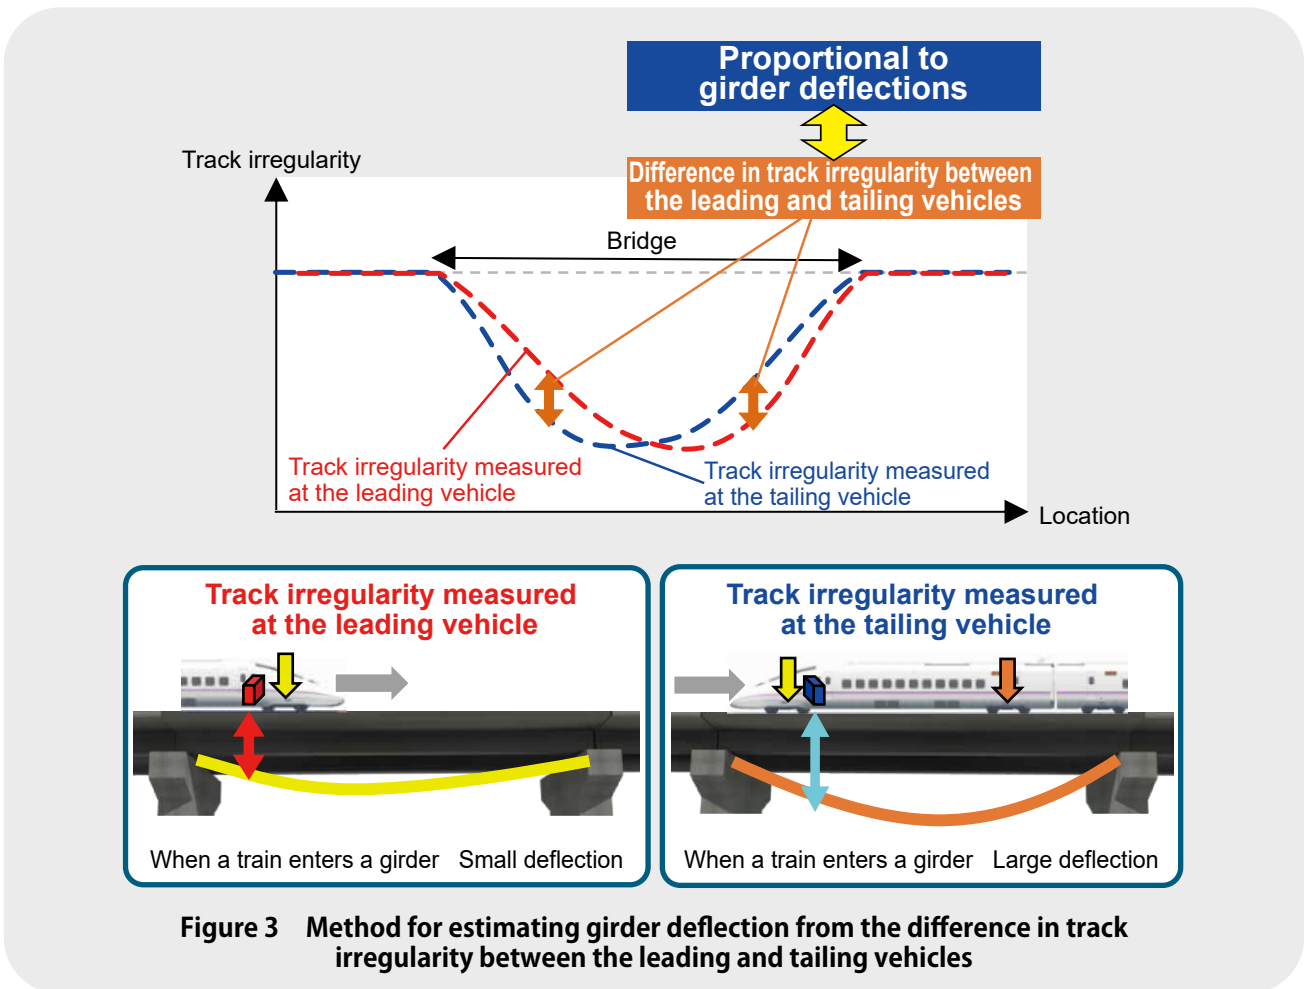 Proportional to
girder deflections
Track irregularity
Difference in track irregularity between
the leading and tailing vehicles
Bridge
Track irregularity measured
at the leading vehicle
Track irregularity measured
at the tailing vehicle
Location
Track irregularity measured
at the leading vehicle
When a train enters a girder Small deflection
Track irregularity measured
at the tailing vehicle
When a train enters a girder Large deflection
Figure 3 Method for estimating girder deflection from the difference in track
irregularity between the leading and tailing vehicles